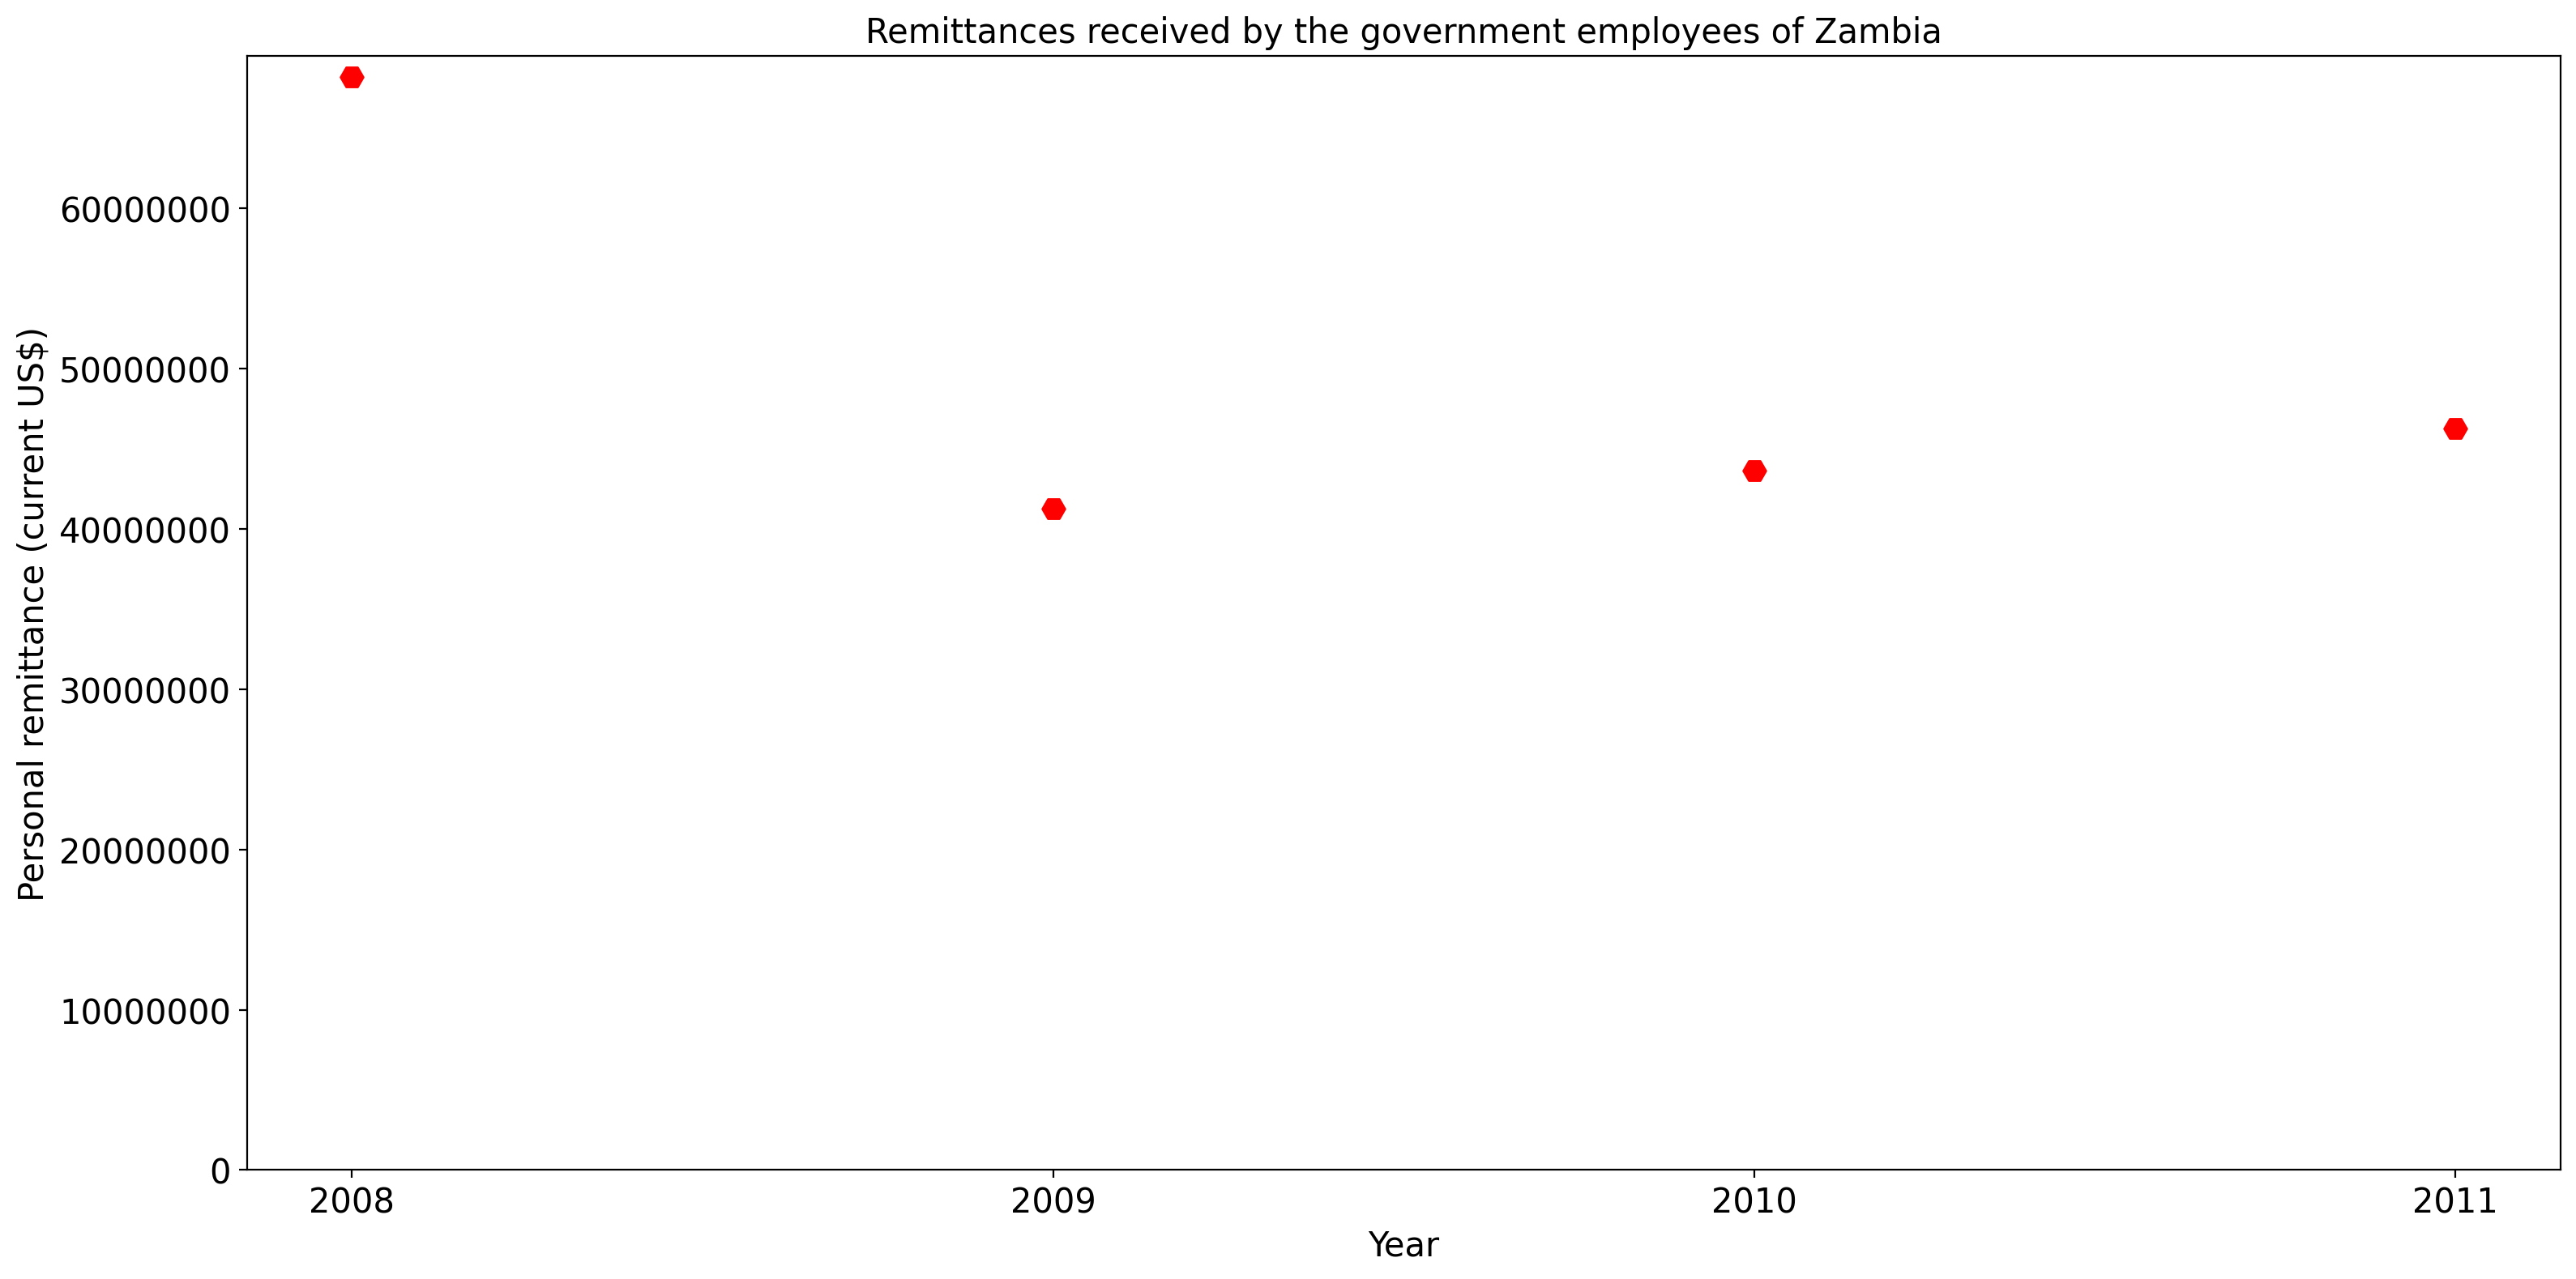 Remittances received by the government employees of Zambia
Personal remittance (current US$)
60000000
50000000
40000000
30000000
20000000
10000000
0
2008 2009 2010 2011
Year